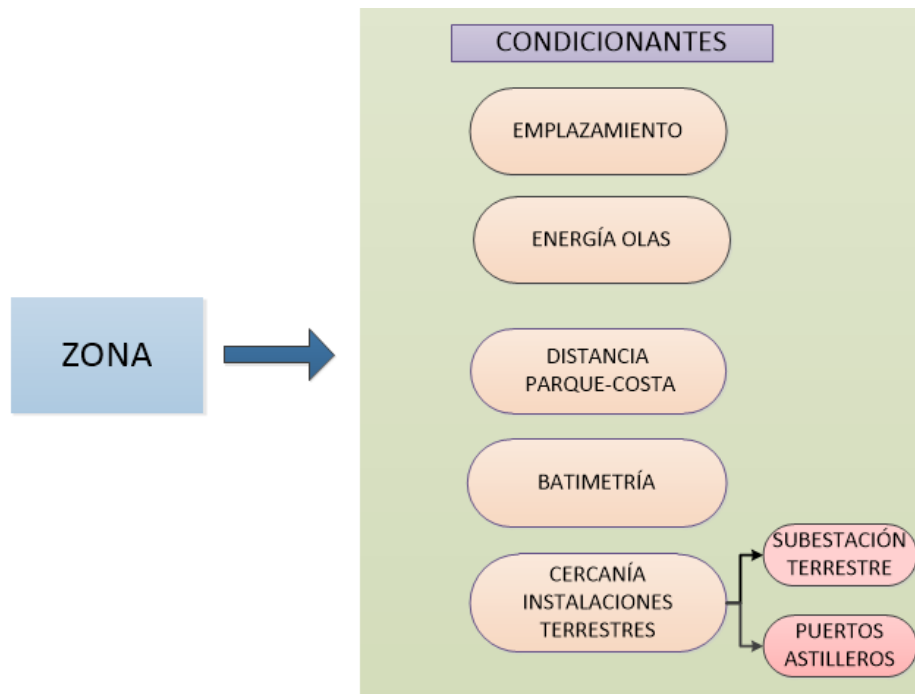 CONDICIONANTES
EMPLAZAMIENTO
ENERGÍA OLAS
ZONA
DISTANCIA
PARQUE-COSTA
BATIMETRÍA
CERCANÍA
INSTALACIONES
TERRESTRES
SUBESTACIÓN
TERRESTRE
PUERTOS
ASTILLEROS